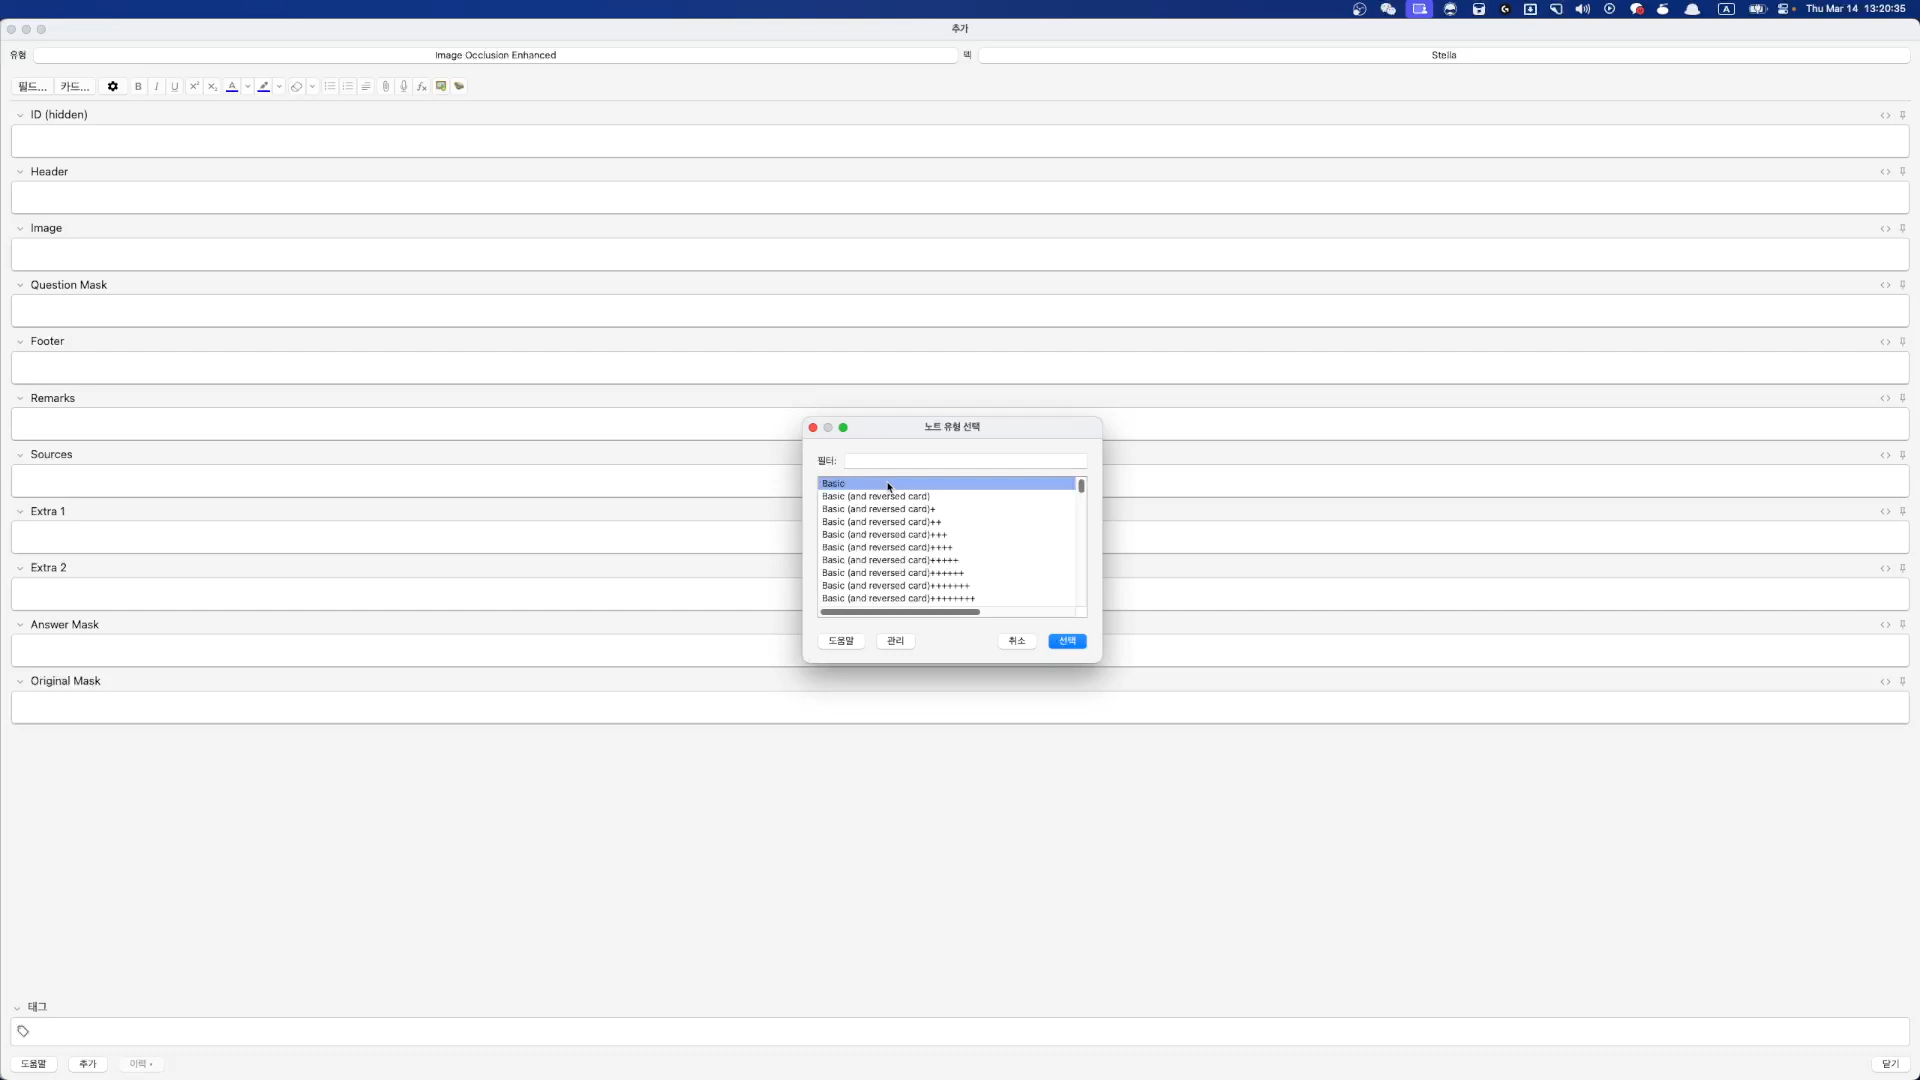 Thu Mar 14 13:20:35
추가
유형 Image Occlusion Enhanced 덱 Stella
필드... 카드... B I U X² X₂ A fx
ID (hidden)
Header
Image
Question Mask
Footer
Remarks
Sources
Extra 1
Extra 2
Answer Mask
Original Mask
노트 유형 선택
필터:
Basic
Basic (and reversed card)
Basic (and reversed card)+
Basic (and reversed card)++
Basic (and reversed card)+++
Basic (and reversed card)++++
Basic (and reversed card)+++++
Basic (and reversed card)++++++
Basic (and reversed card)+++++++
Basic (and reversed card)++++++++
도움말 관리 취소 선택
태그
도움말 추가 이력 닫기